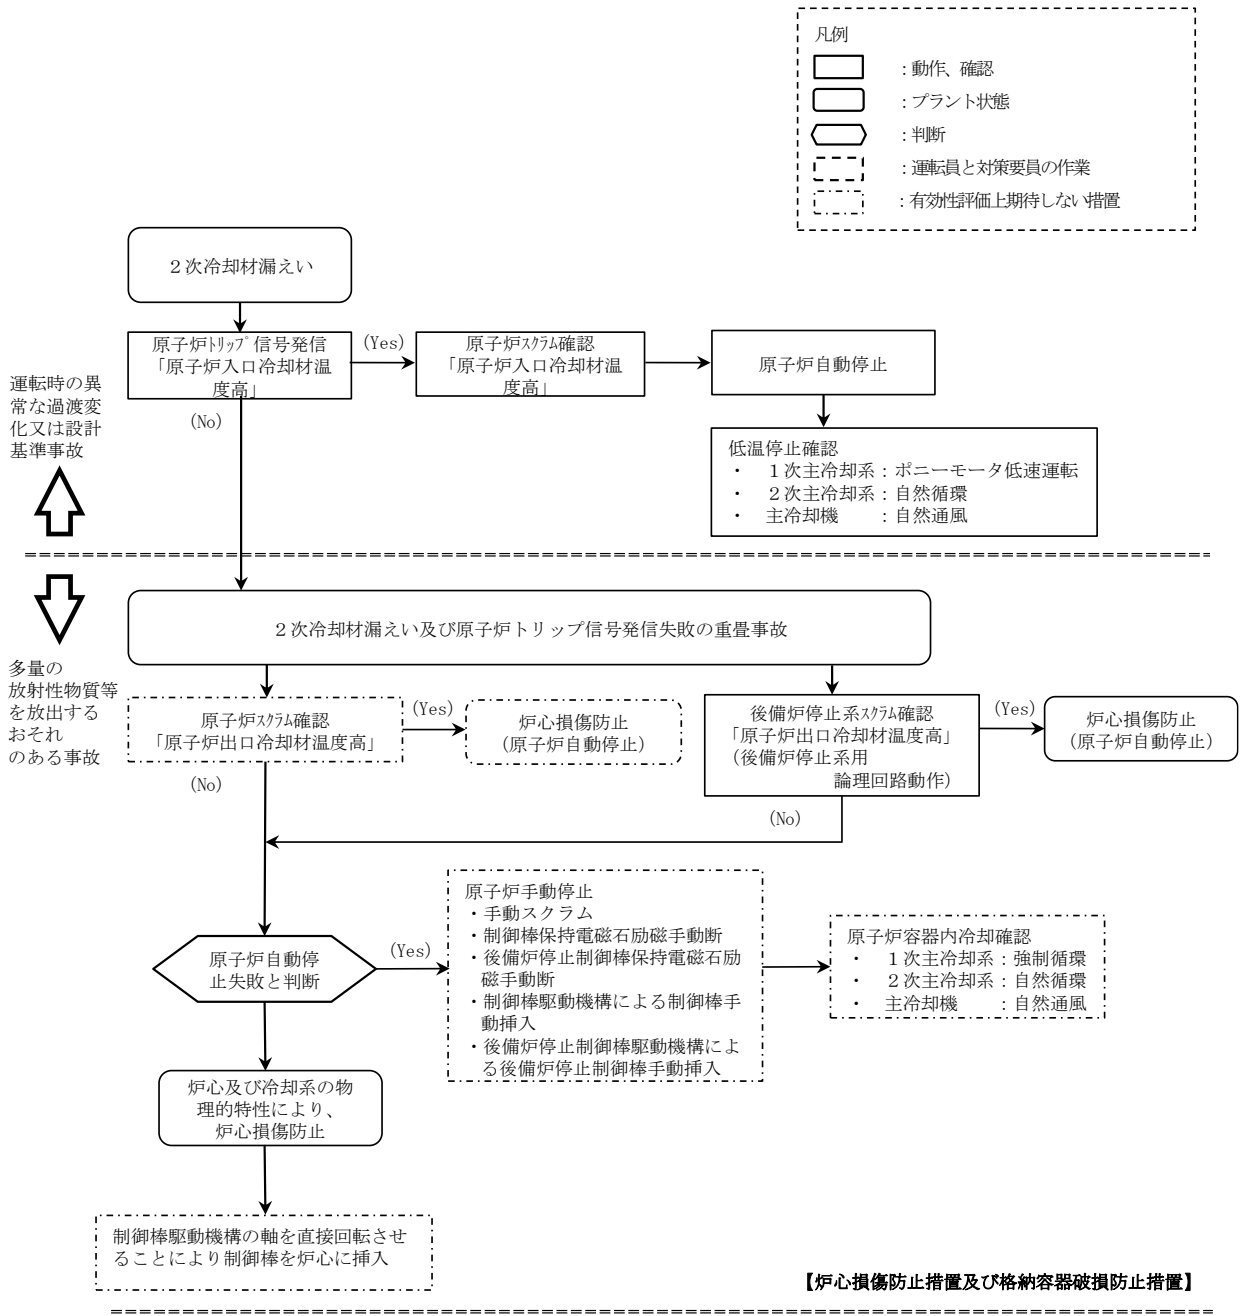 凡例
：動作、確認
：プラント状態
：判断
：運転員と対策要員の作業
：有効性評価上期待しない措置
２次冷却材漏えい
原子炉ﾄﾘｯﾌﾟ信号発信
「原子炉入口冷却材温
度高」
(Yes)
原子炉ｽｸﾗﾑ確認
「原子炉入口冷却材温
度高」
原子炉自動停止
(No)
運転時の異
常な過渡変
化又は設計
基準事故
低温停止確認
・　１次主冷却系：ポニーモータ低速運転
・　２次主冷却系：自然循環
・　主冷却機　　：自然通風
２次冷却材漏えい及び原子炉トリップ信号発信失敗の重畳事故
多量の
放射性物質等
を放出する
おそれ
のある事故
原子炉ｽｸﾗﾑ確認
「原子炉出口冷却材温度高」
(Yes)
炉心損傷防止
（原子炉自動停止）
後備炉停止系ｽｸﾗﾑ確認
「原子炉出口冷却材温度高」
（後備炉停止系用
論理回路動作）
(Yes)
炉心損傷防止
（原子炉自動停止）
(No)
(No)
原子炉自動停
止失敗と判断
(Yes)
原子炉手動停止
・手動スクラム
・制御棒保持電磁石励磁手動断
・後備炉停止制御棒保持電磁石励
磁手動断
・制御棒駆動機構による制御棒手
動挿入
・後備炉停止制御棒駆動機構によ
る後備炉停止制御棒手動挿入
原子炉容器内冷却確認
・　１次主冷却系：強制循環
・　２次主冷却系：自然循環
・　主冷却機　　：自然通風
炉心及び冷却系の物
理的特性により、
炉心損傷防止
制御棒駆動機構の軸を直接回転させ
ることにより制御棒を炉心に挿入
【炉心損傷防止措置及び格納容器破損防止措置】